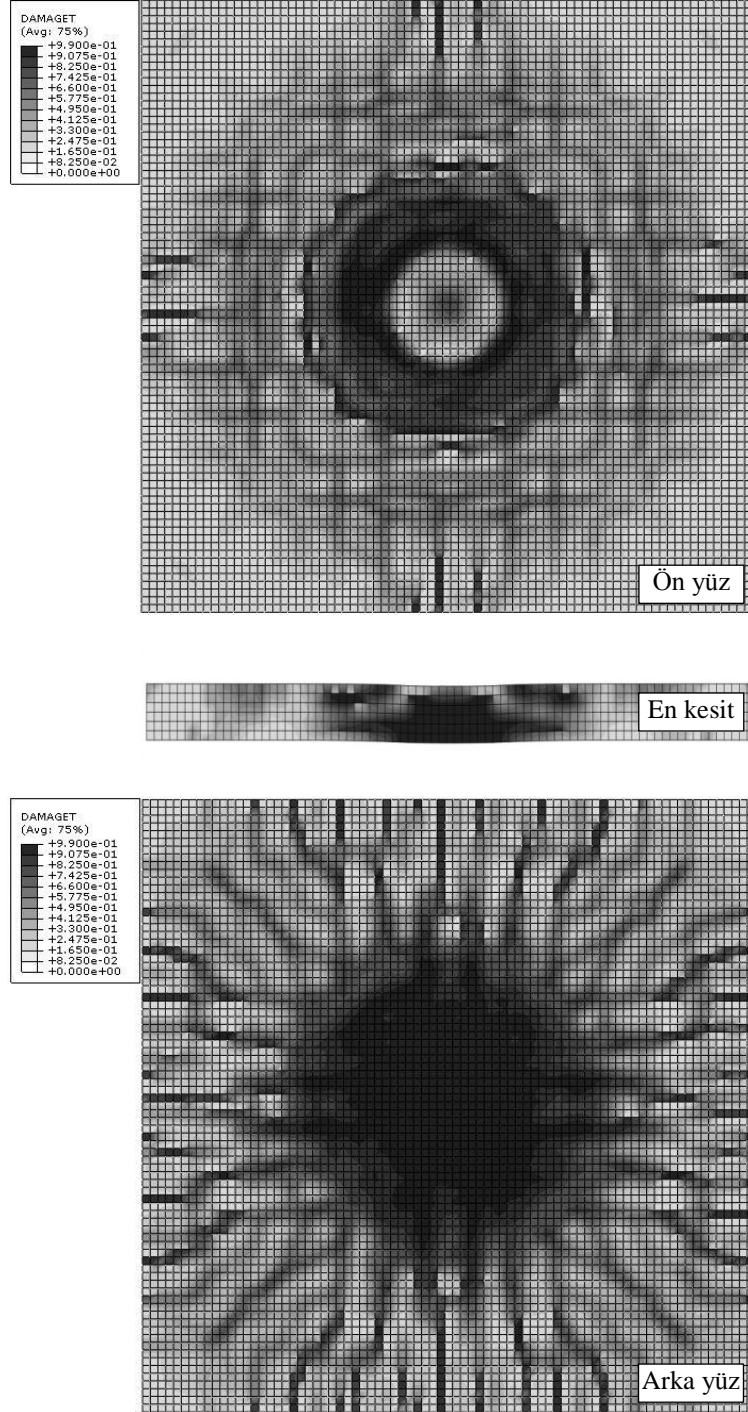 DAMAGET
(Avg: 75%)
+9.900e-01
+9.075e-01
+8.250e-01
+7.425e-01
+6.600e-01
+5.775e-01
+4.950e-01
+4.125e-01
+3.300e-01
+2.475e-01
+1.650e-01
+8.250e-02
+0.000e+00
Ön yüz
En kesit
DAMAGET
(Avg: 75%)
+9.900e-01
+9.075e-01
+8.250e-01
+7.425e-01
+6.600e-01
+5.775e-01
+4.950e-01
+4.125e-01
+3.300e-01
+2.475e-01
+1.650e-01
+8.250e-02
+0.000e+00
Arka yüz